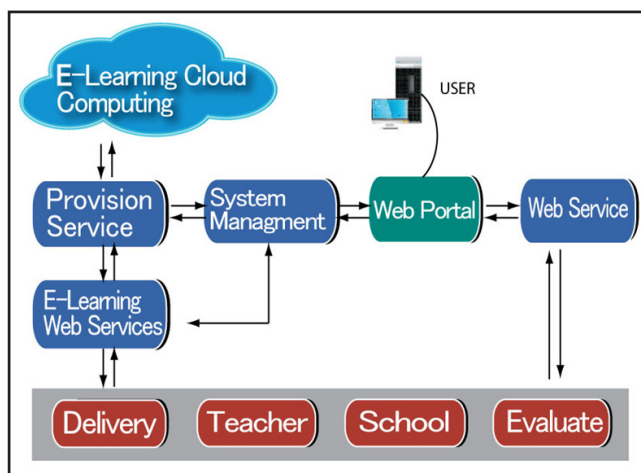 E-Learning Cloud
Computing
USER
Provision
Service
System
Managment
Web Portal
Web Service
E-Learning
Web Services
Delivery
Teacher
School
Evaluate